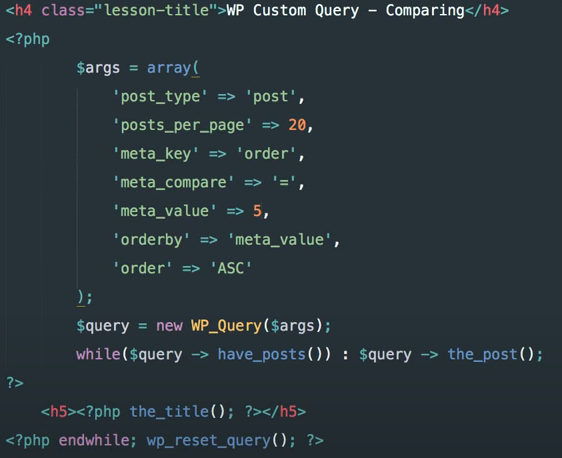 <h4 class="lesson-title">WP Custom Query - Comparing</h4>
<?php
$args = array(
'post_type' => 'post',
'posts_per_page' => 20,
'meta_key' => 'order',
'meta_compare' => '=',
'meta_value' => 5,
'orderby' => 'meta_value',
'order' => 'ASC'
);
$query = new WP_Query($args);
while($query -> have_posts()) : $query -> the_post();
?>
<h5><?php the_title(); ?></h5>
<?php endwhile; wp_reset_query(); ?>